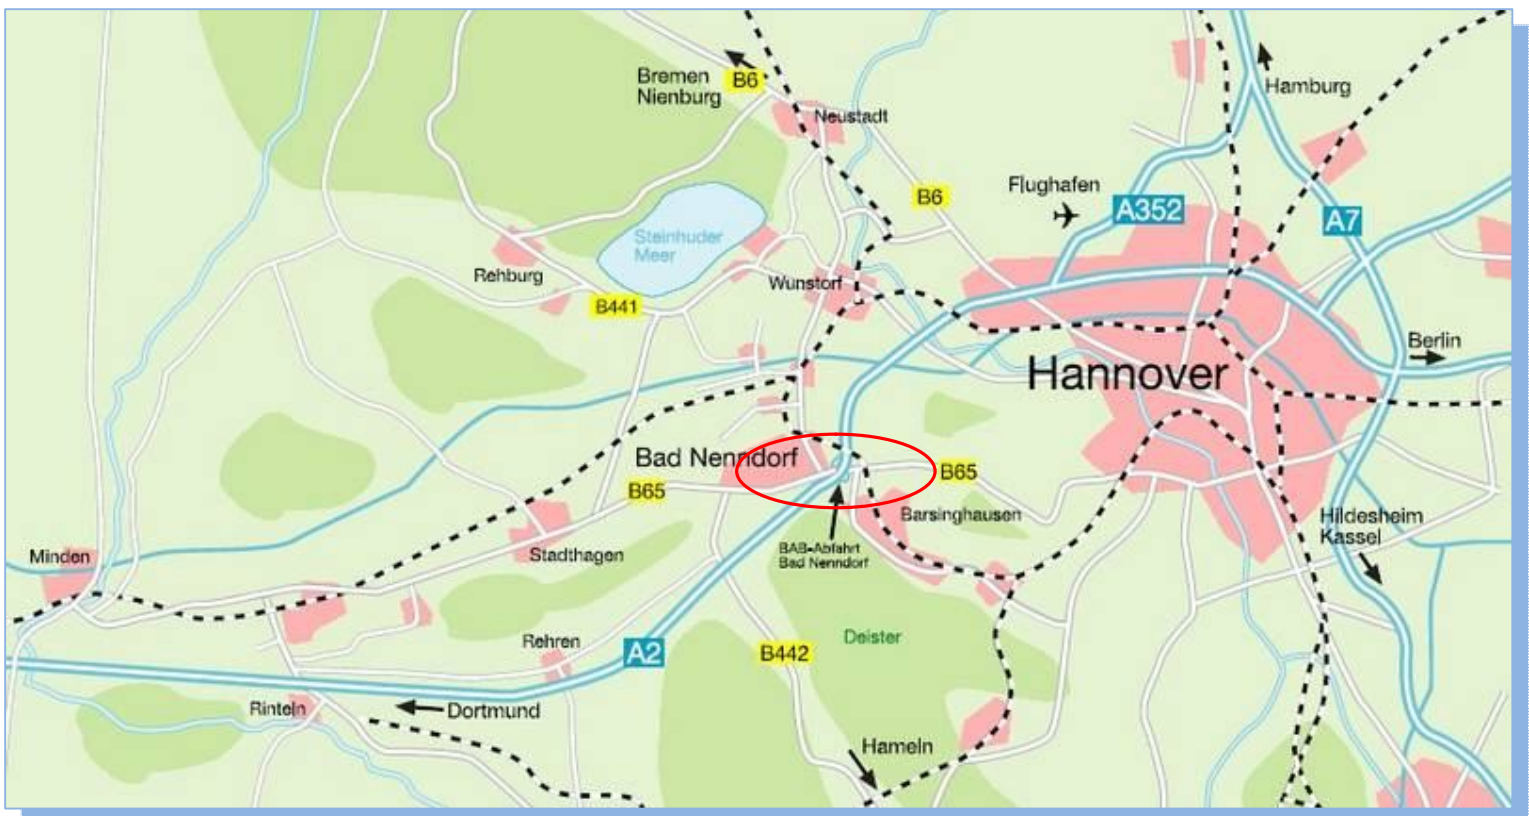 Bremen
Nienburg
B6
Neustadt
Hamburg
Flughafen
B6
A352
A7
Steinhuder
Meer
Rehburg
Wunstorf
B441
Berlin
Hannover
Bad Nenndorf
B65
B65
Barsinghausen
Hildesheim
Kassel
Minden
Stadthagen
BAB-Abfahrt
Bad Nenndorf
Rehren
A2
B442
Deister
Rinteln
Dortmund
Hameln